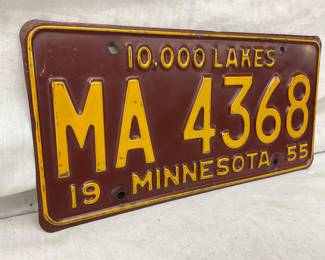 10,000 LAKES
MA 4368
19 MINNESOTA 55